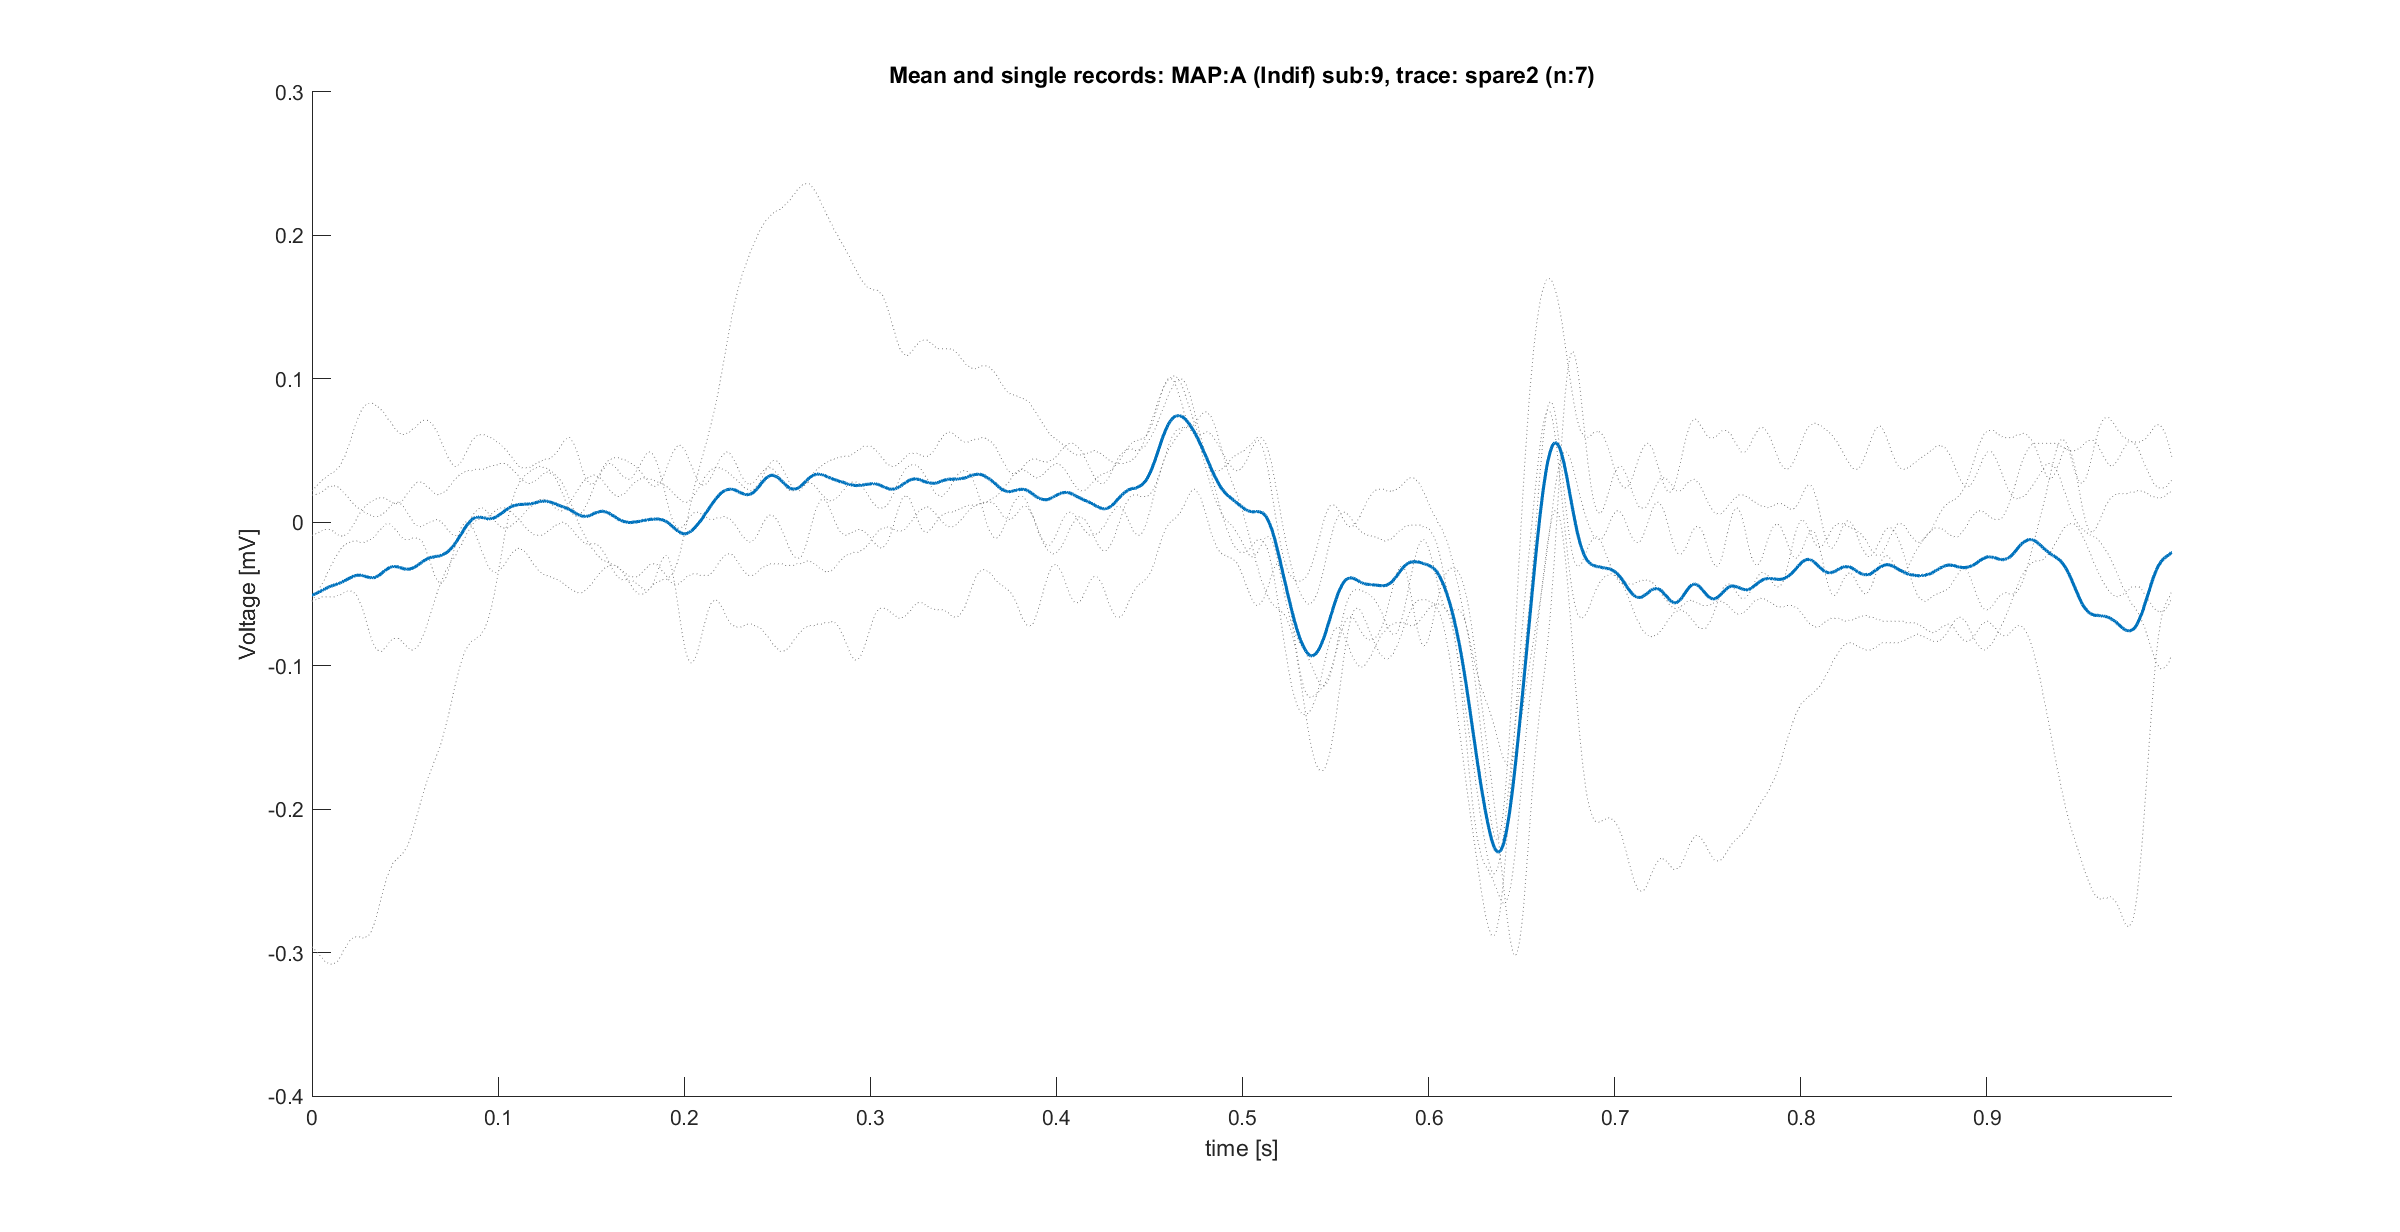 Mean and single records: MAP:A (Indif) sub:9, trace: spare2 (n:7)
0.3
0.2
0.1
0
-0.1
-0.2
-0.3
-0.4
Voltage [mV]
0 0.1 0.2 0.3 0.4 0.5 0.6 0.7 0.8 0.9
time [s]